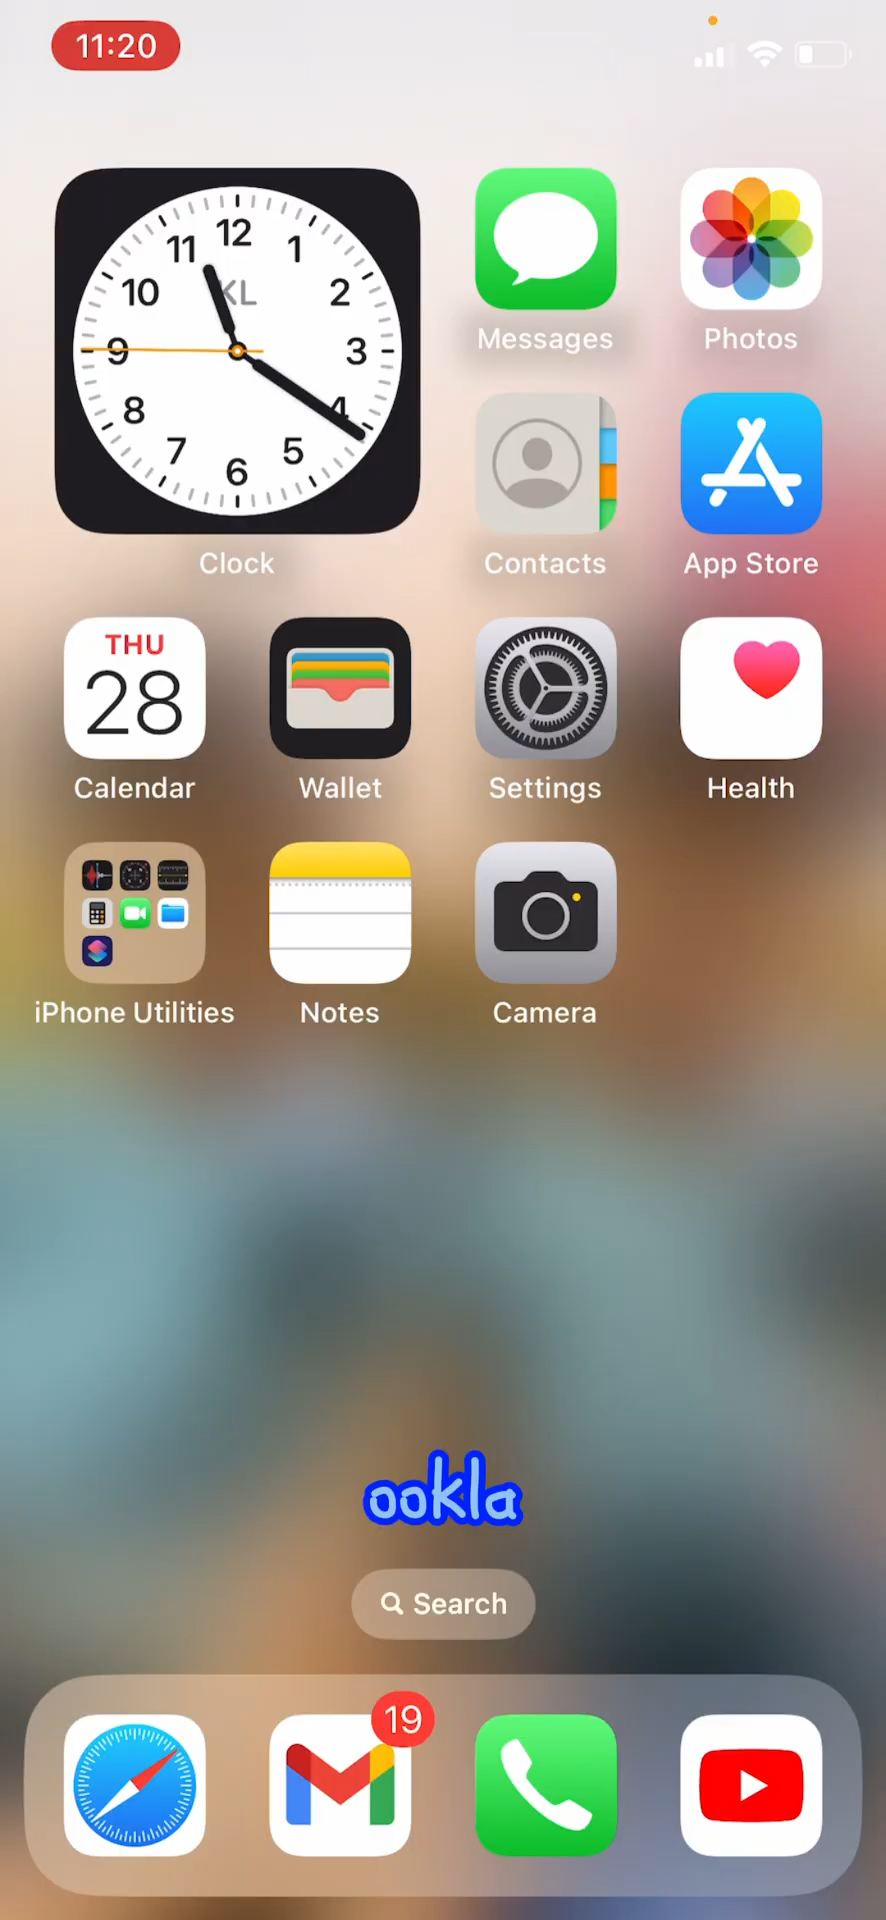 11:20
12
11
1
KL
10
2
9
3
8
4
7
5
6
Messages
Photos
Clock
Contacts
App Store
THU
28
Calendar
Wallet
Settings
Health
iPhone Utilities
Notes
Camera
ookla
Search
19